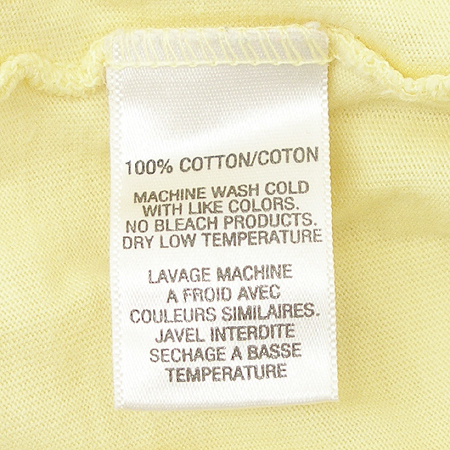 100% COTTON/COTON
MACHINE WASH COLD
WITH LIKE COLORS.
NO BLEACH PRODUCTS.
DRY LOW TEMPERATURE
LAVAGE MACHINE
A FROID AVEC
COULEURS SIMILAIRES.
JAVEL INTERDITE
SECHAGE A BASSE
TEMPERATURE